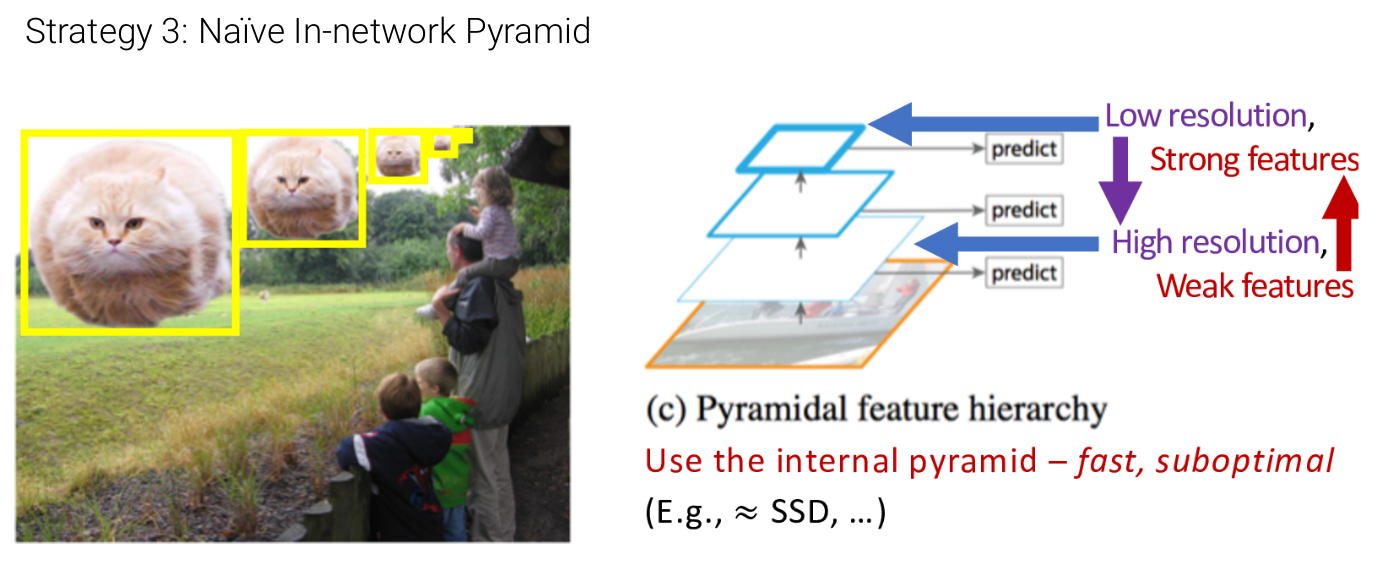 Strategy 3: Naïve In-network Pyramid
Low resolution,
predict
Strong features
predict
High resolution,
predict
Weak features
(c) Pyramidal feature hierarchy
Use the internal pyramid – fast, suboptimal
(E.g., ≈ SSD, …)